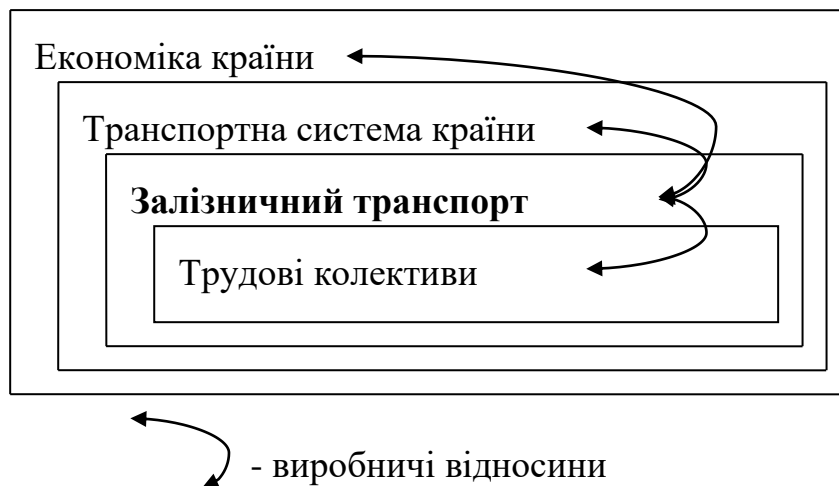 Економіка країни
Транспортна система країни
Залізничний транспорт
Трудові колективи
- виробничі відносини